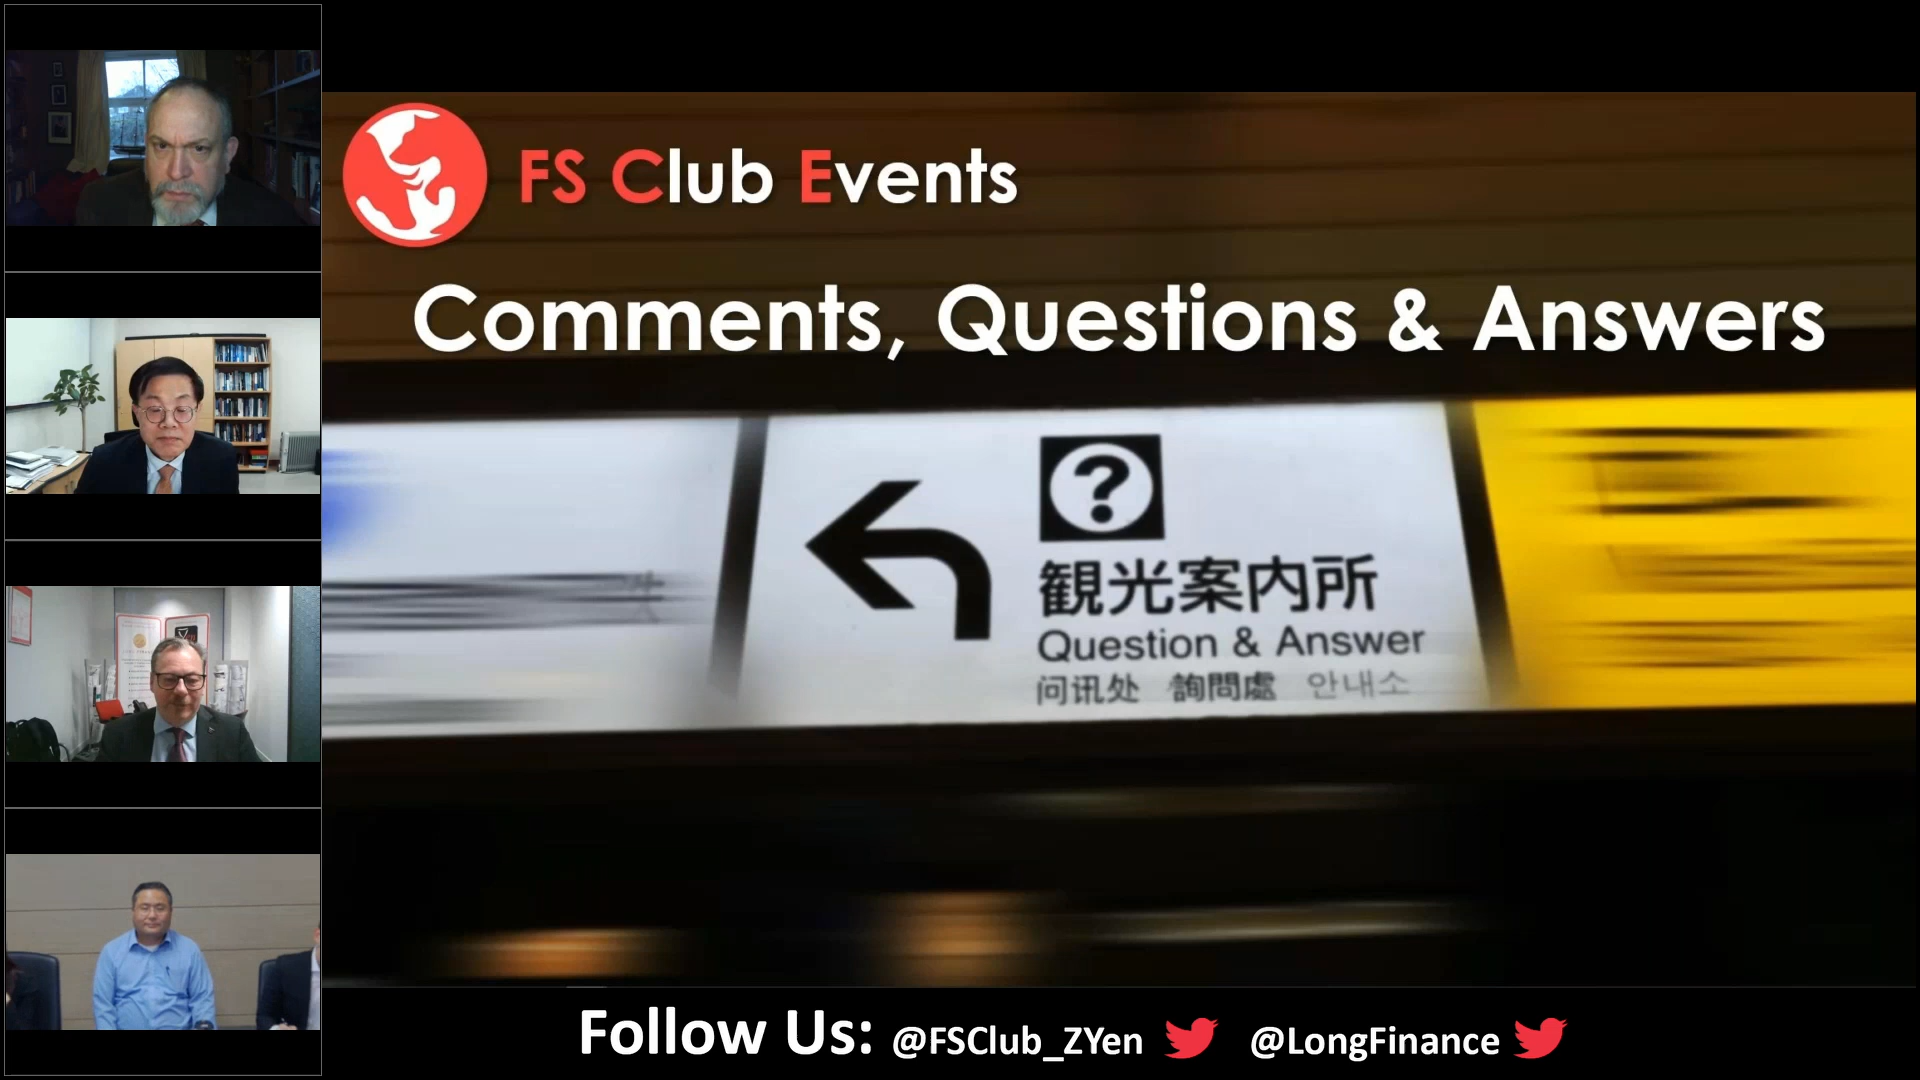 FS Club Events
Comments, Questions & Answers
?
観光案内所
Question & Answer
问讯处 詢問處 안내소
Follow Us: @FSClub_ZYen @LongFinance